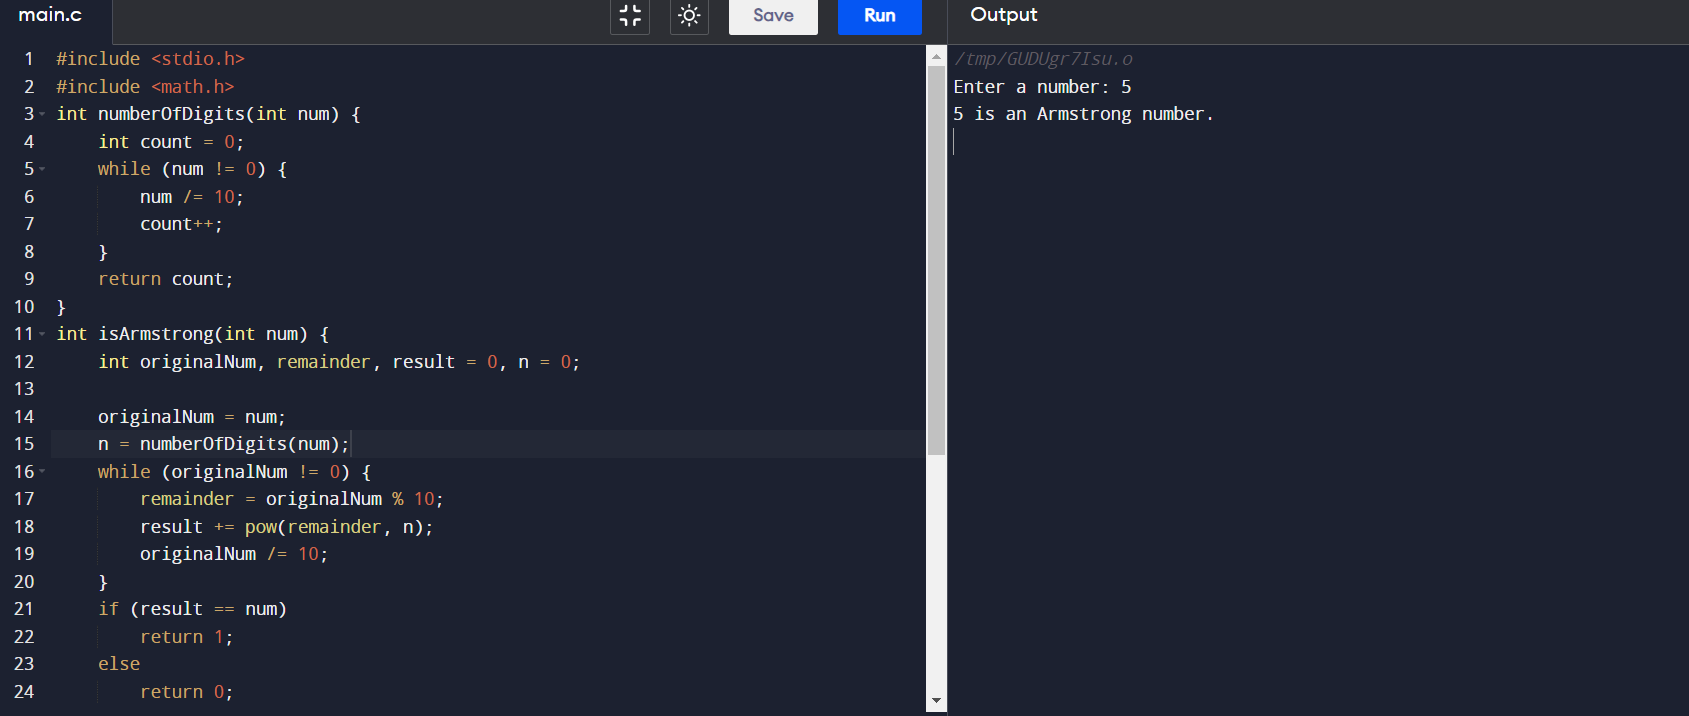 main.c Save Run Output
1 #include <stdio.h>
2 #include <math.h>
3 int numberOfDigits(int num) {
4     int count = 0;
5     while (num != 0) {
6         num /= 10;
7         count++;
8     }
9     return count;
10 }
11 int isArmstrong(int num) {
12     int originalNum, remainder, result = 0, n = 0;
13
14     originalNum = num;
15     n = numberOfDigits(num);
16     while (originalNum != 0) {
17         remainder = originalNum % 10;
18         result += pow(remainder, n);
19         originalNum /= 10;
20     }
21     if (result == num)
22         return 1;
23     else
24         return 0;
/tmp/GUDUgr7Isu.o
Enter a number: 5
5 is an Armstrong number.